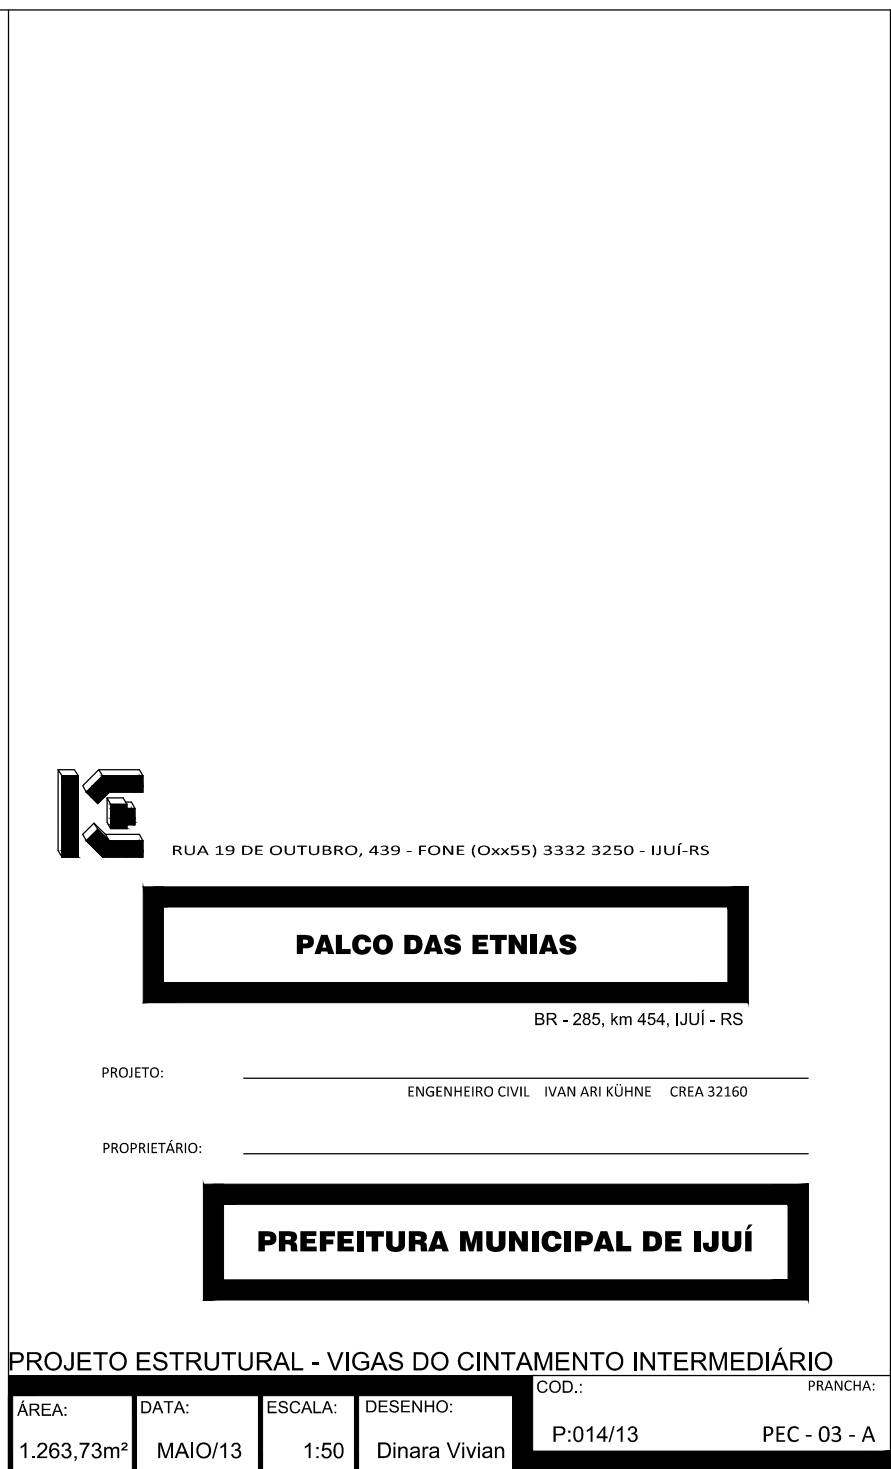 RUA 19 DE OUTUBRO, 439 - FONE (Oxx55) 3332 3250 - IJUÍ-RS
PALCO DAS ETNIAS
BR - 285, km 454, IJUÍ - RS
PROJETO:
ENGENHEIRO CIVIL IVAN ARI KÜHNE CREA 32160
PROPRIETÁRIO:
PREFEITURA MUNICIPAL DE IJUÍ
PROJETO ESTRUTURAL - VIGAS DO CINTAMENTO INTERMEDIÁRIO
ÁREA: DATA: ESCALA: DESENHO: COD.: PRANCHA:
1.263,73m² MAIO/13 1:50 Dinara Vivian P:014/13 PEC - 03 - A